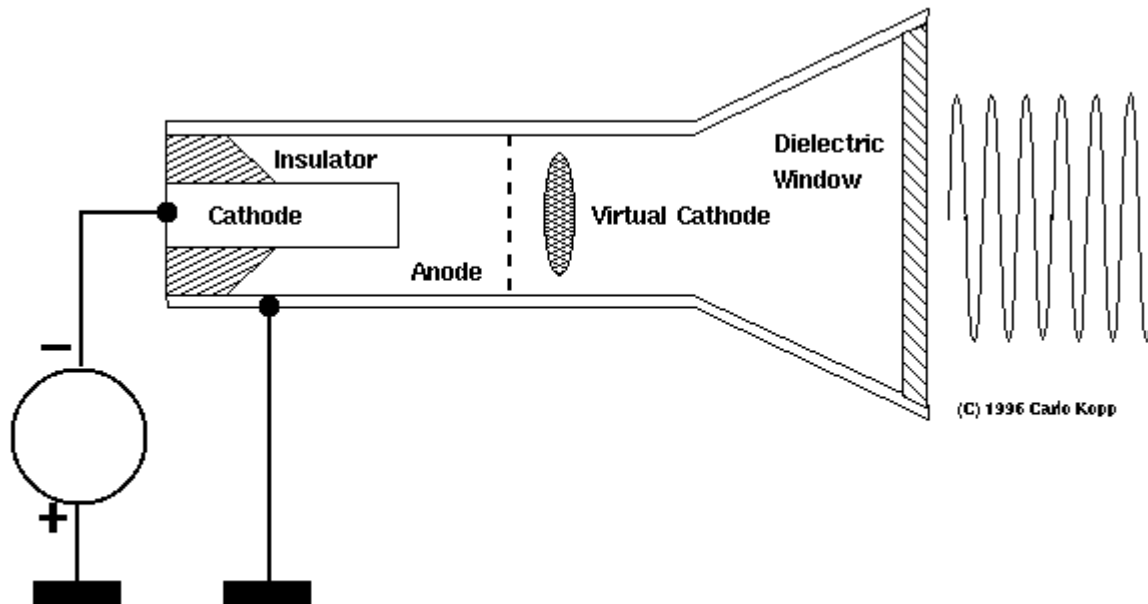 Insulator
Cathode
Anode
Virtual Cathode
Dielectric
Window
−
+
(C) 1996 Carlo Kopp